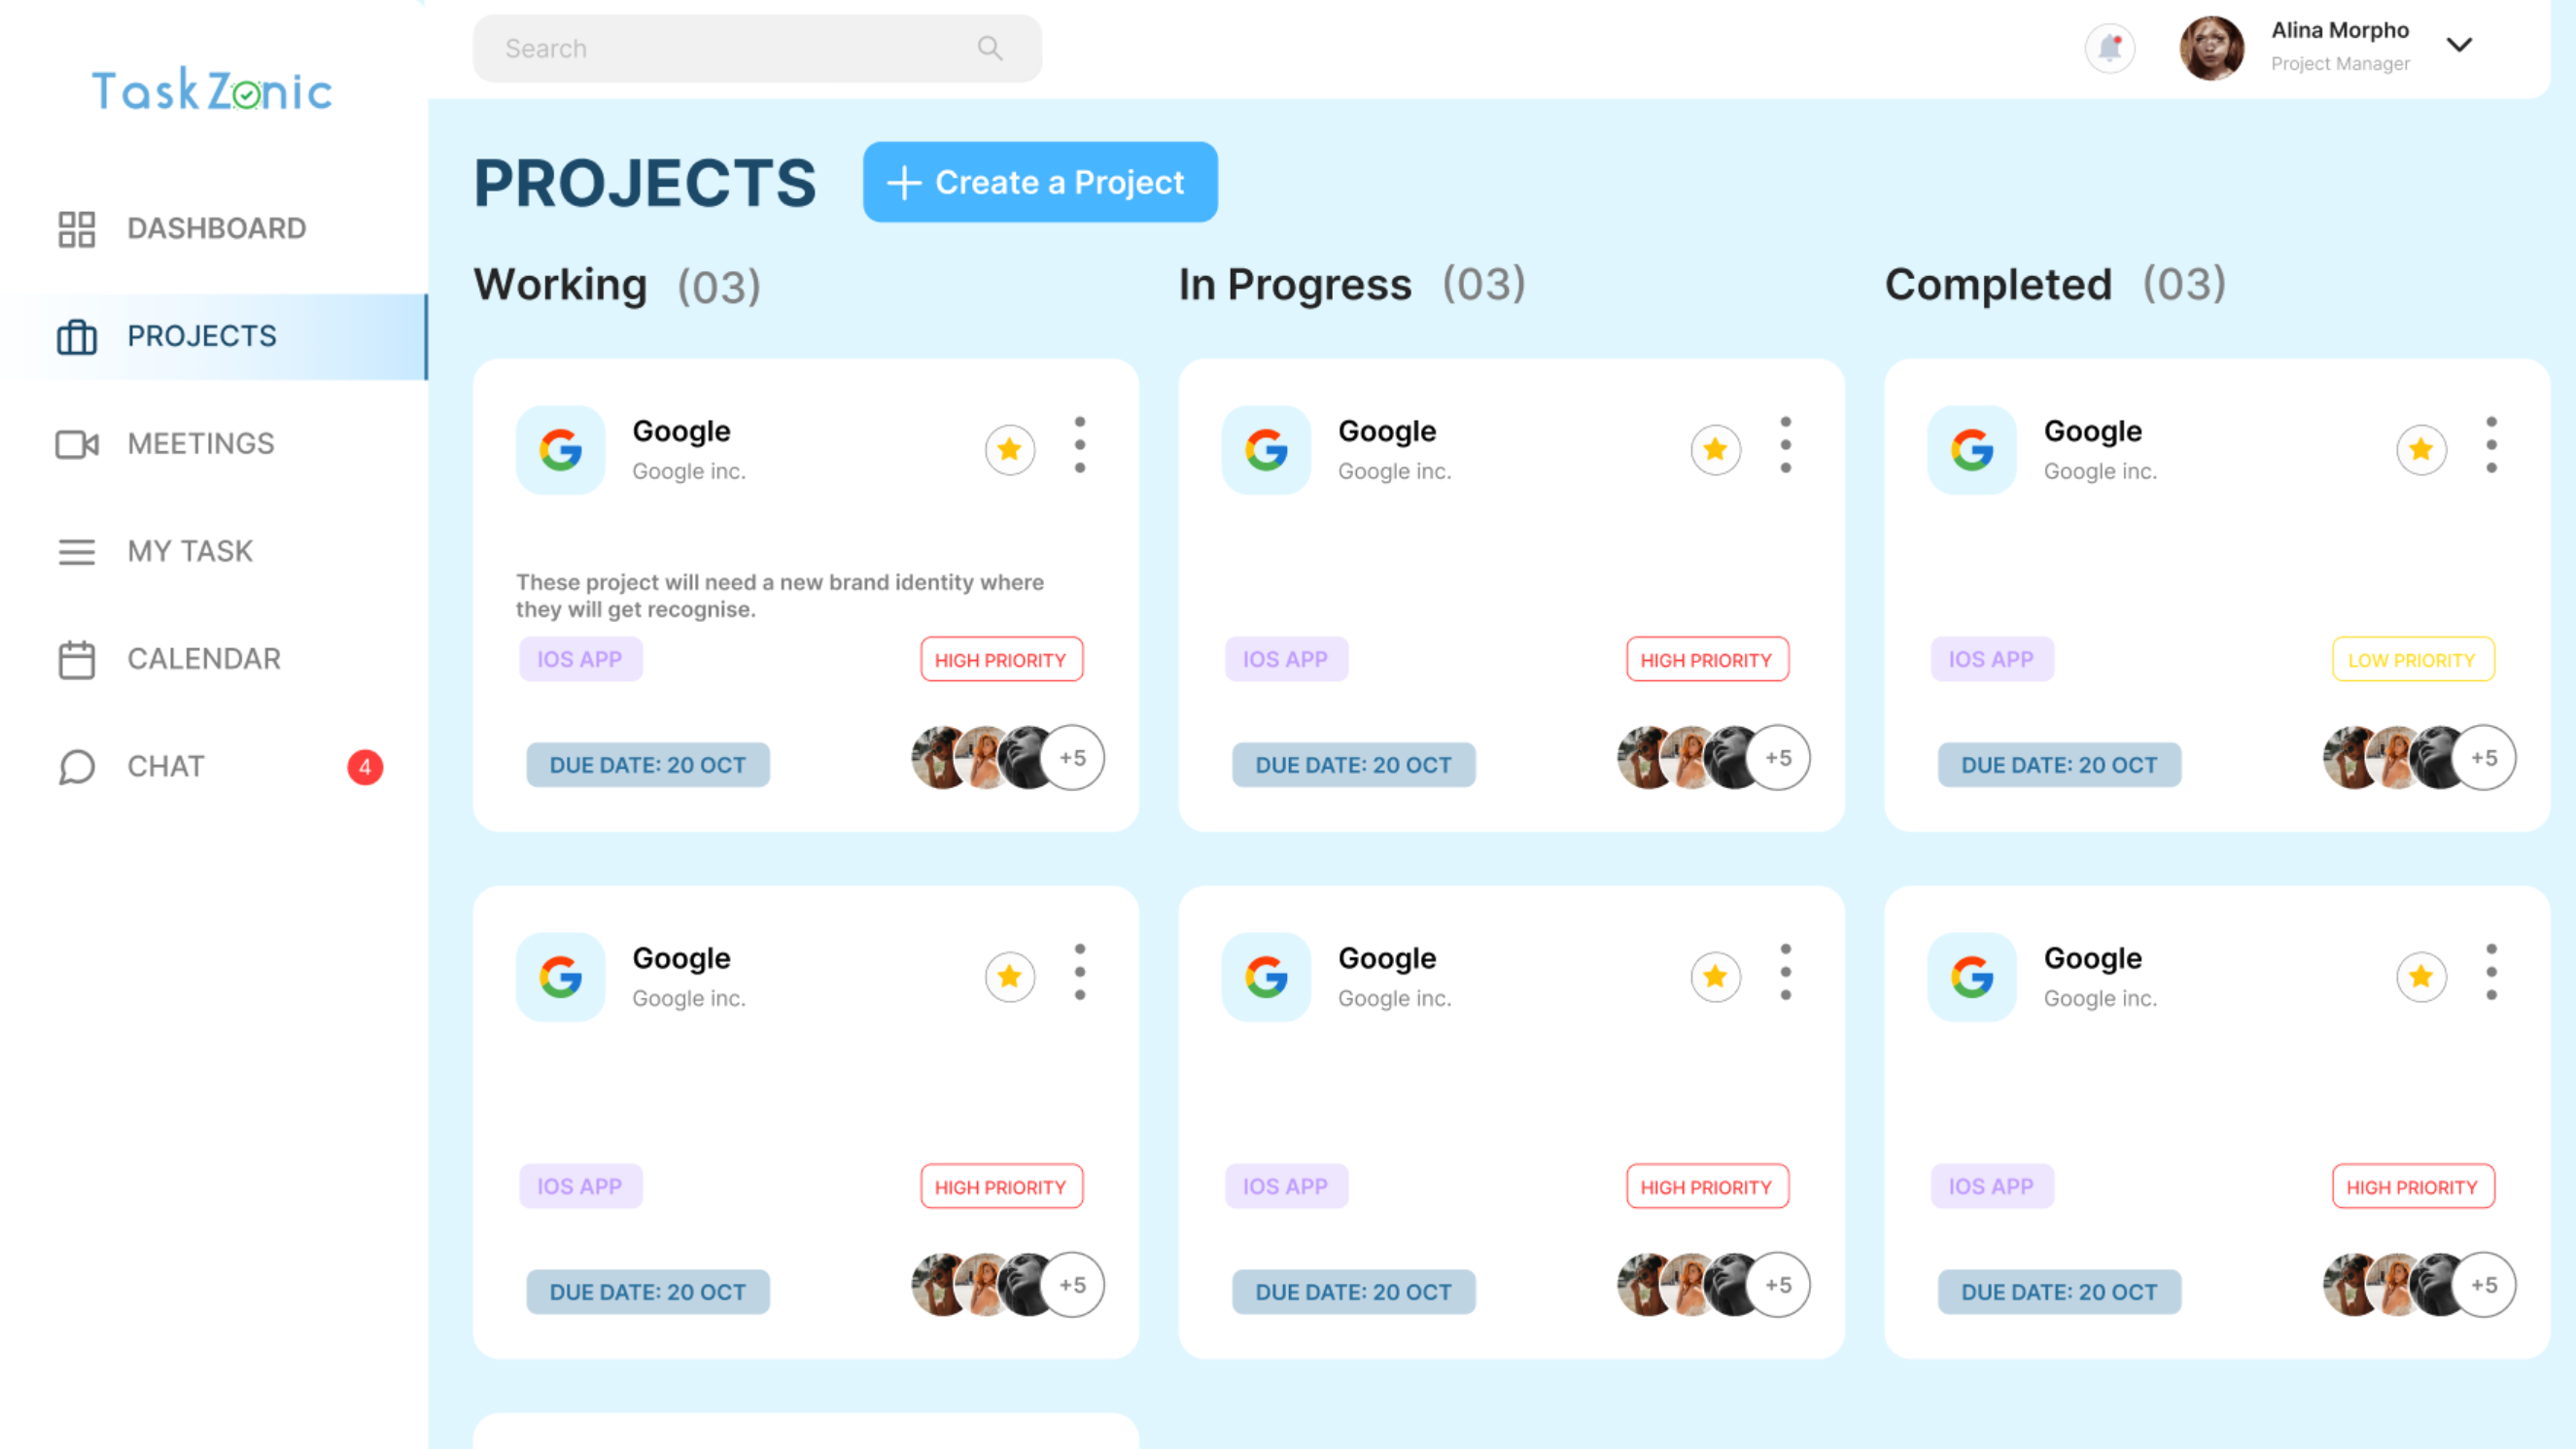 Task Zonic
DASHBOARD
PROJECTS
MEETINGS
MY TASK
CALENDAR
CHAT
4
Search
Alina Morpho
Project Manager
PROJECTS
Create a Project
Working (03)
In Progress (03)
Completed (03)
Google
Google inc.
These project will need a new brand identity where
they will get recognise.
IOS APP
HIGH PRIORITY
DUE DATE: 20 OCT
+5
Google
Google inc.
IOS APP
HIGH PRIORITY
DUE DATE: 20 OCT
+5
Google
Google inc.
IOS APP
LOW PRIORITY
DUE DATE: 20 OCT
+5
Google
Google inc.
IOS APP
HIGH PRIORITY
DUE DATE: 20 OCT
+5
Google
Google inc.
IOS APP
HIGH PRIORITY
DUE DATE: 20 OCT
+5
Google
Google inc.
IOS APP
HIGH PRIORITY
DUE DATE: 20 OCT
+5